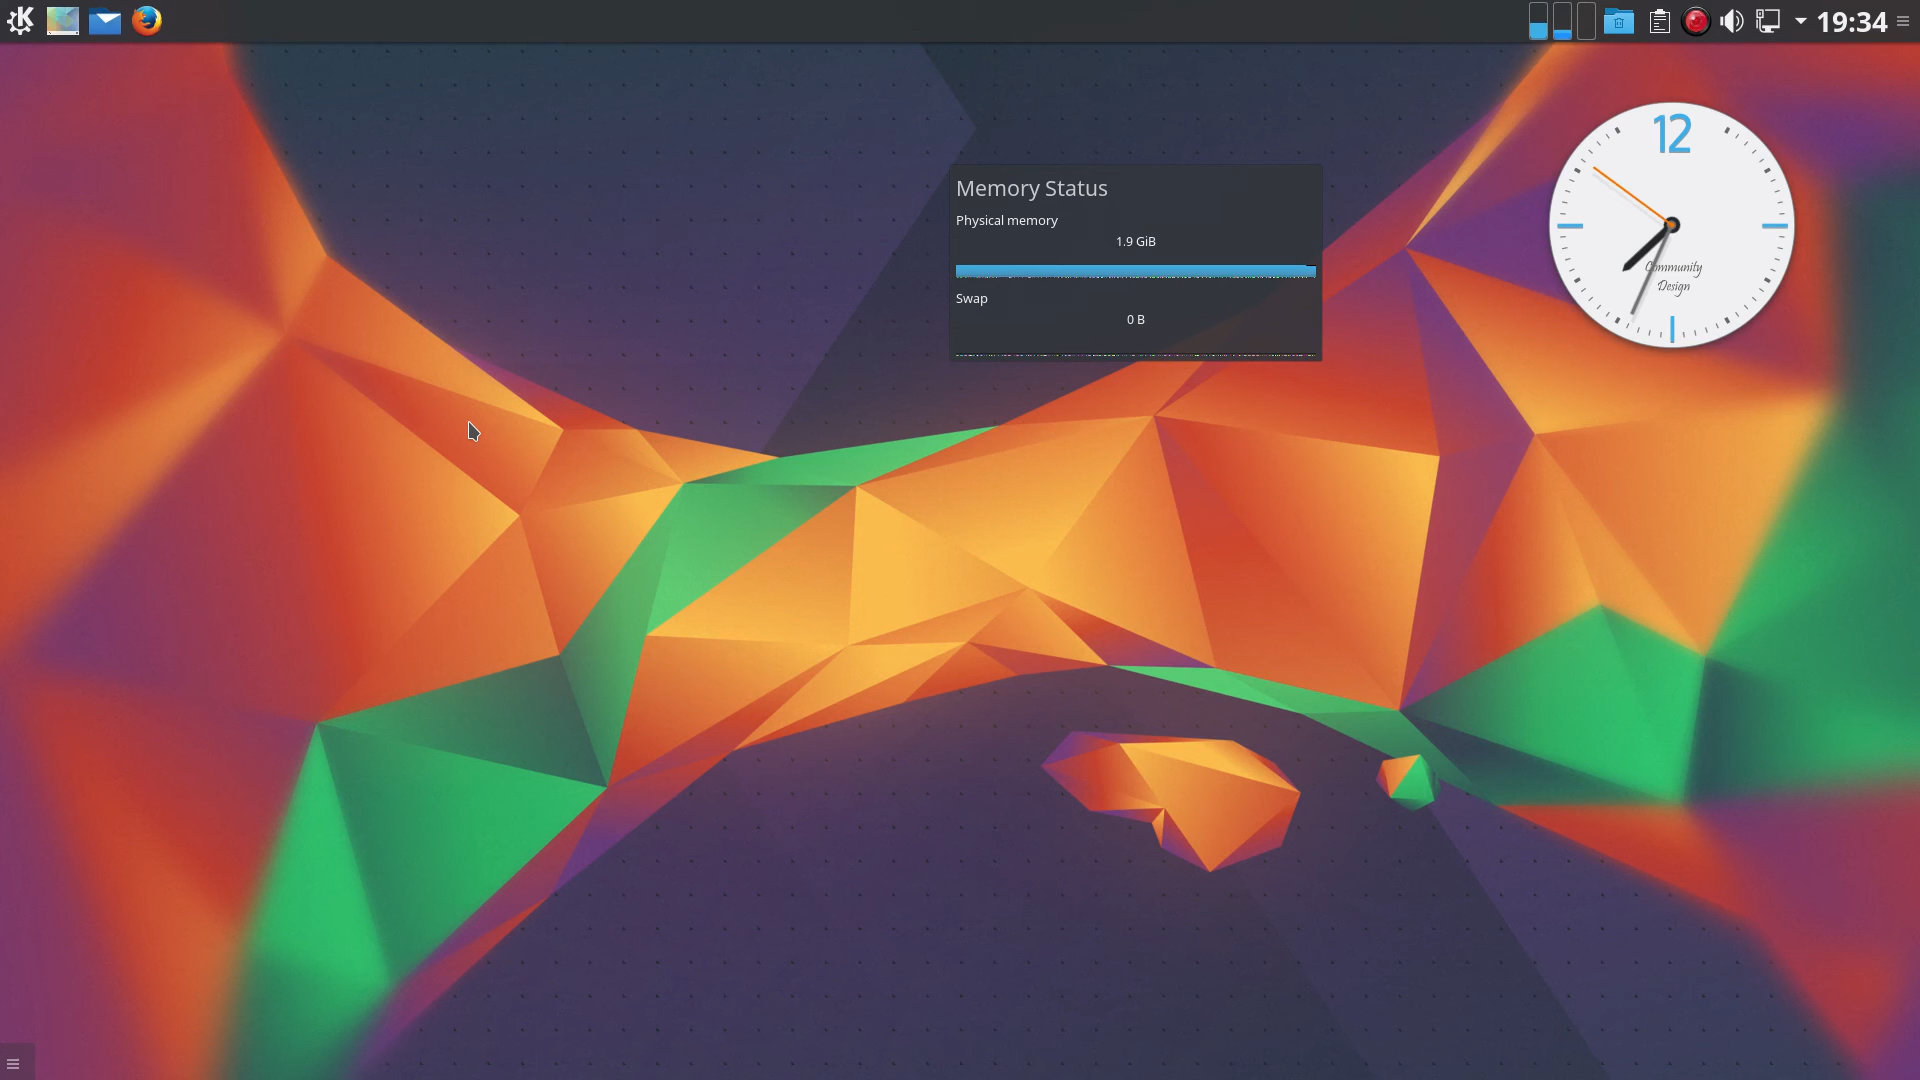 19:34
Memory Status
Physical memory
1.9 GiB
Swap
0 B
12
Community
Design